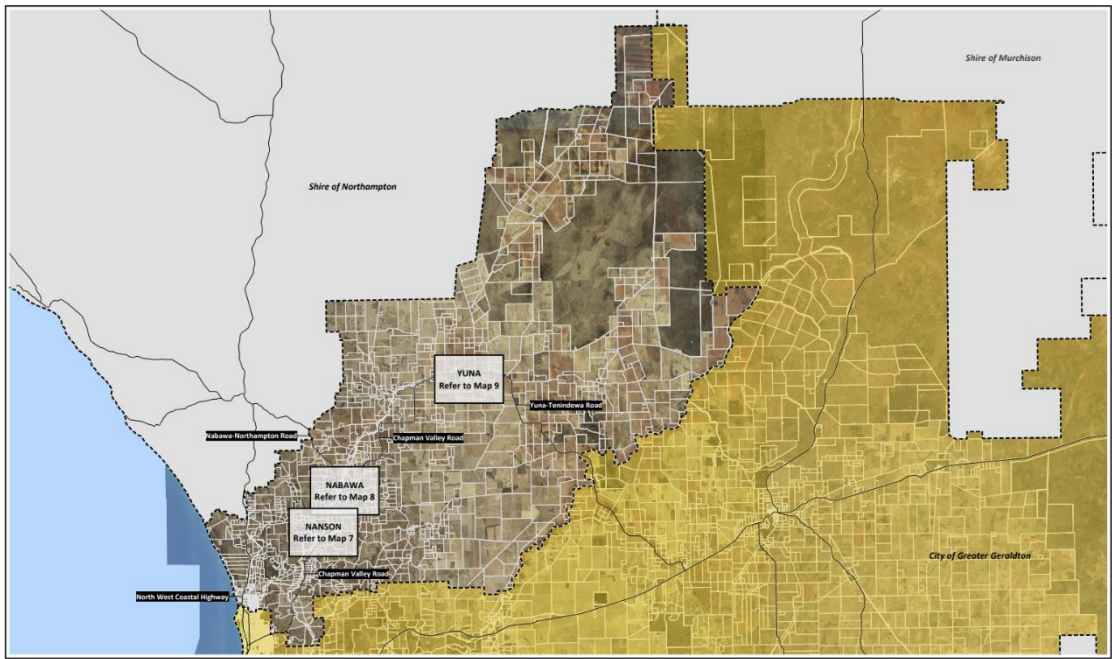 Shire of Murchison
Shire of Northampton
YUNA
Refer to Map 9
Yuna-Tenindewa Road
Nabawa-Northampton Road
Chapman Valley Road
NABAWA
Refer to Map 8
NANSON
Refer to Map 7
City of Greater Geraldton
Chapman Valley Road
North West Coastal Highway